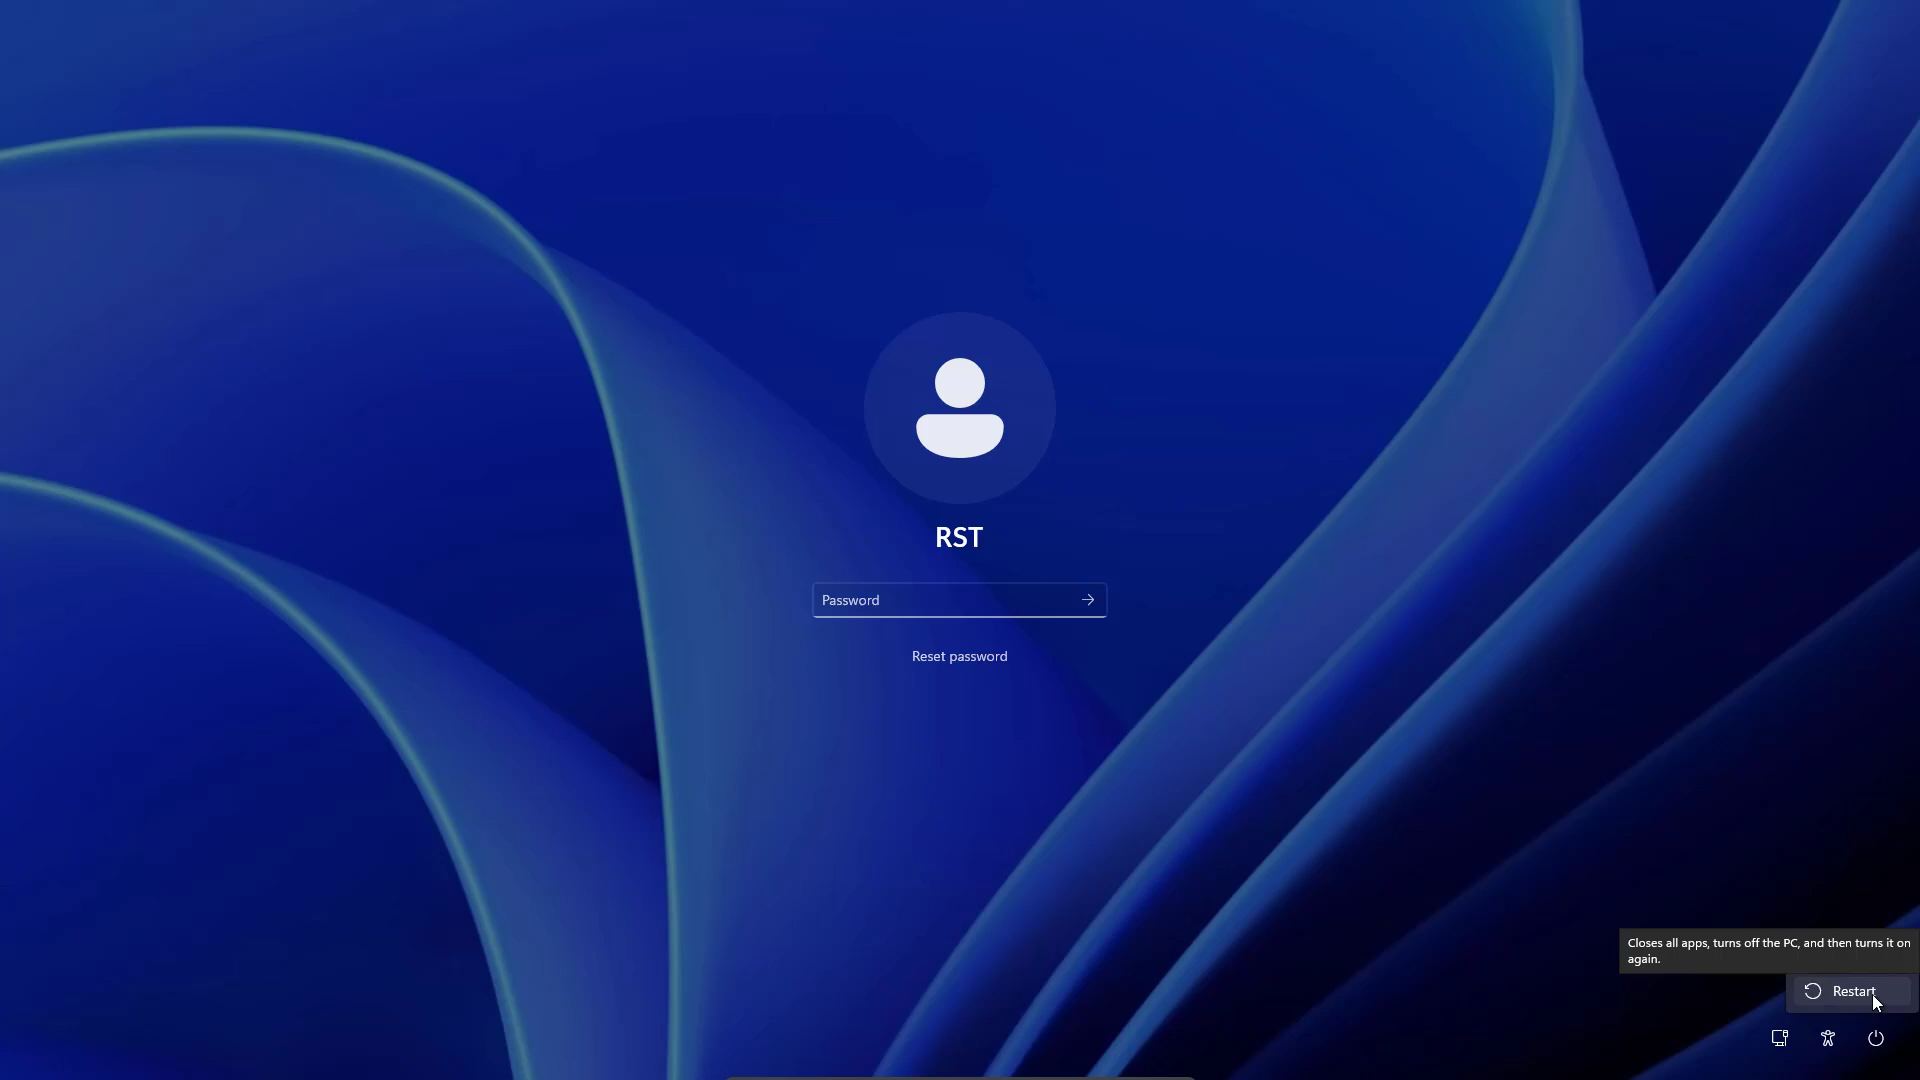 RST
Password
Reset password
Closes all apps, turns off the PC, and then turns it on
again.
Restart